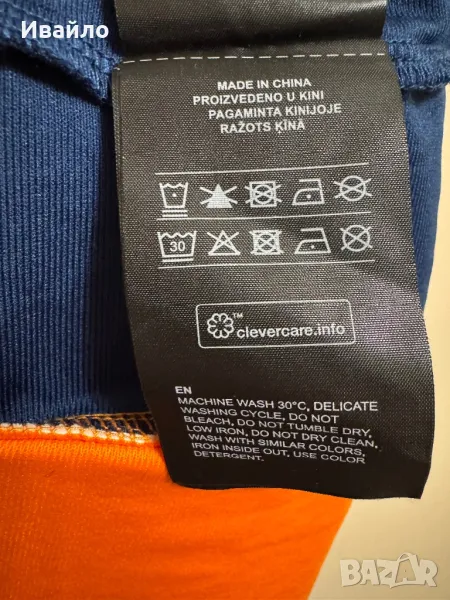 Ивайло
MADE IN CHINA
PROIZVEDENO U KINI
PAGAMINTA KINIJOJE
RAŽOTS ĶĪNĀ
30
™
clevercare.info
EN
MACHINE WASH 30°C, DELICATE
WASHING CYCLE, DO NOT
BLEACH, DO NOT TUMBLE DRY,
LOW IRON, DO NOT DRY CLEAN,
WASH WITH SIMILAR COLORS,
IRON INSIDE OUT, USE COLOR
DETERGENT.
BAZAR